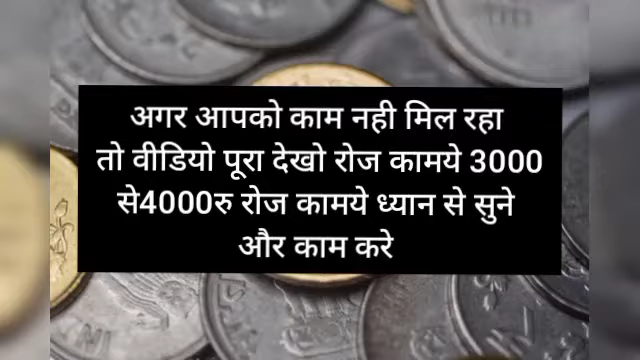 अगर आपको काम नही मिल रहा
तो वीडियो पूरा देखो रोज कामये 3000
से4000रु रोज कामये ध्यान से सुने
और काम करे